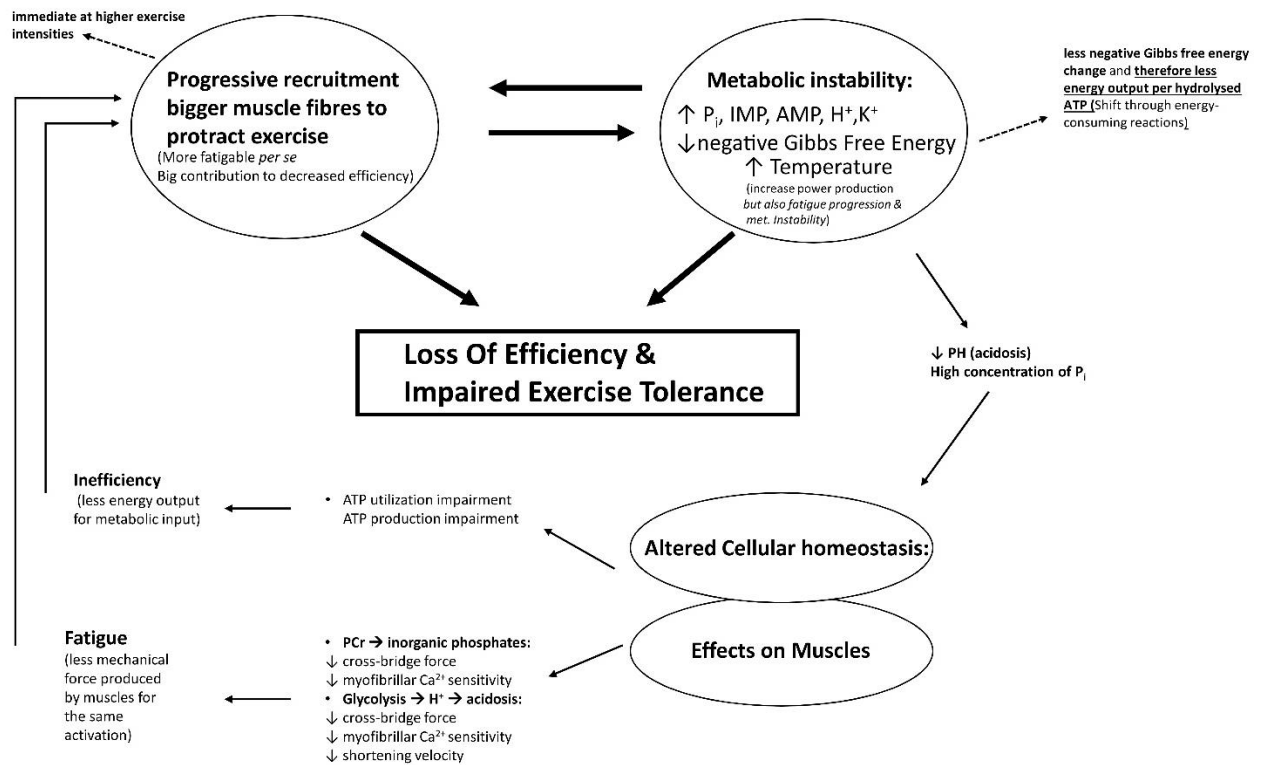 immediate at higher exercise
intensities
Progressive recruitment
bigger muscle fibres to
protract exercise
(More fatigable per se
Big contribution to decreased efficiency)
Metabolic instability:
↑ Pi, IMP, AMP, H⁺,K⁺
↓negative Gibbs Free Energy
↑ Temperature
(increase power production
but also fatigue progression &
met. Instability)
less negative Gibbs free energy
change and therefore less
energy output per hydrolysed
ATP (Shift through energy-
consuming reactions)
Loss Of Efficiency &
Impaired Exercise Tolerance
↓ PH (acidosis)
High concentration of Pi
Inefficiency
(less energy output
for metabolic input)
• ATP utilization impairment
ATP production impairment
Altered Cellular homeostasis:
Effects on Muscles
Fatigue
(less mechanical
force produced
by muscles for
the same
activation)
• PCr → inorganic phosphates:
↓ cross-bridge force
↓ myofibrillar Ca²⁺ sensitivity
• Glycolysis → H⁺ → acidosis:
↓ cross-bridge force
↓ myofibrillar Ca²⁺ sensitivity
↓ shortening velocity